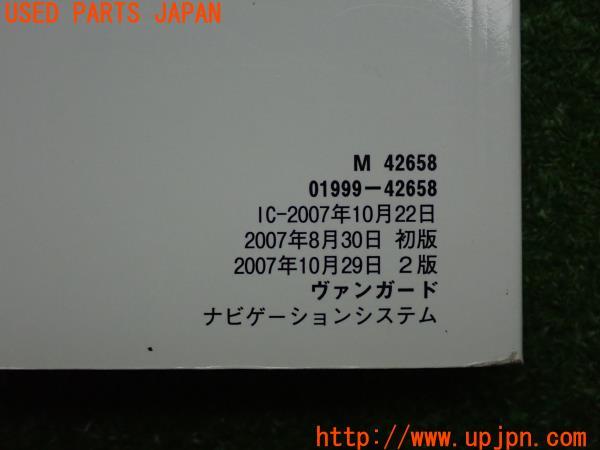 USED PARTS JAPAN
M 42658
01999-42658
IC-2007年10月22日
2007年8月30日 初版
2007年10月29日 2版
ヴァンガード
ナビゲーションシステム
http://www.upjpn.com/